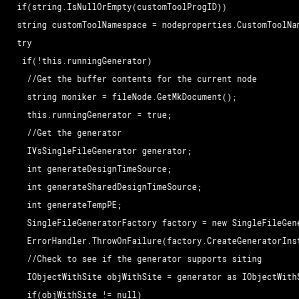 if(string.IsNullOrEmpty(customToolProgID))
string customToolNamespace = nodeproperties.CustomToolNam
try
if(!this.runningGenerator)
//Get the buffer contents for the current node
string moniker = fileNode.GetMkDocument();
this.runningGenerator = true;
//Get the generator
IVsSingleFileGenerator generator;
int generateDesignTimeSource;
int generateSharedDesignTimeSource;
int generateTempPE;
SingleFileGeneratorFactory factory = new SingleFileGene
ErrorHandler.ThrowOnFailure(factory.CreateGeneratorInst
//Check to see if the generator supports siting
IObjectWithSite objWithSite = generator as IObjectWithS
if(objWithSite != null)